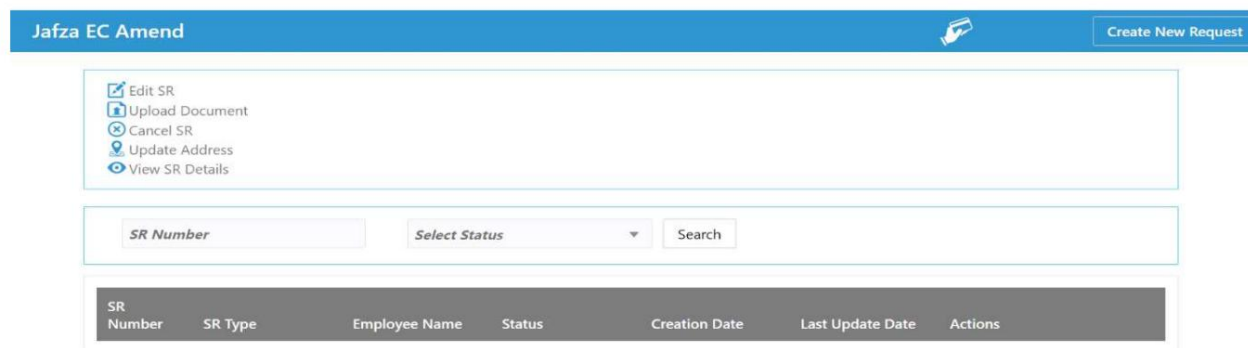 Jafza EC Amend
Create New Request
Edit SR
Upload Document
Cancel SR
Update Address
View SR Details
SR Number
Select Status
Search
SR
Number SR Type Employee Name Status Creation Date Last Update Date Actions